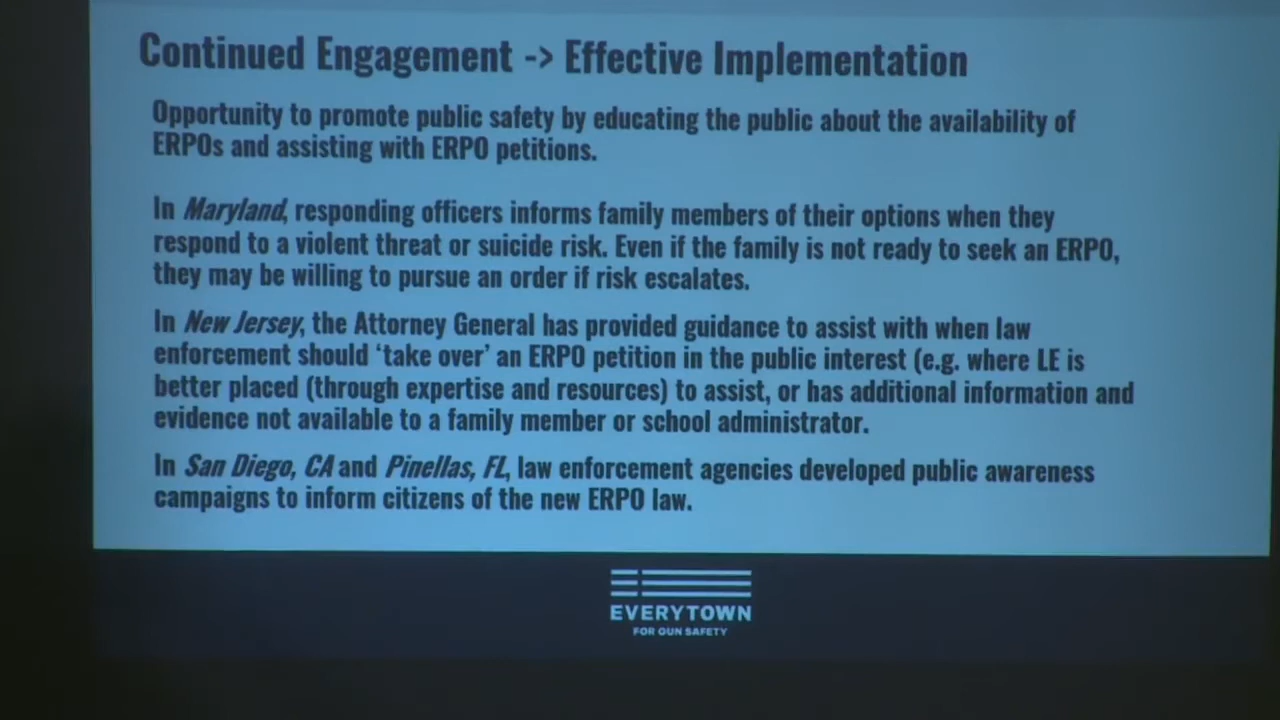 Continued Engagement -> Effective Implementation
Opportunity to promote public safety by educating the public about the availability of
ERPOs and assisting with ERPO petitions.
In Maryland, responding officers informs family members of their options when they
respond to a violent threat or suicide risk. Even if the family is not ready to seek an ERPO,
they may be willing to pursue an order if risk escalates.
In New Jersey, the Attorney General has provided guidance to assist with when law
enforcement should ‘take over’ an ERPO petition in the public interest (e.g. where LE is
better placed (through expertise and resources) to assist, or has additional information and
evidence not available to a family member or school administrator.
In San Diego, CA and Pinellas, FL, law enforcement agencies developed public awareness
campaigns to inform citizens of the new ERPO law.
EVERYTOWN
FOR GUN SAFETY